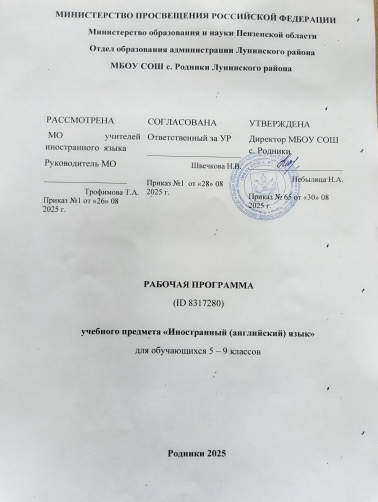 МИНИСТЕРСТВО ПРОСВЕЩЕНИЯ РОССИЙСКОЙ ФЕДЕРАЦИИ
Министерство образования и науки Пензенской области
Отдел образования администрации Лунинского района
МБОУ СОШ с. Родники Лунинского района
РАССМОТРЕНА
МО учителей
иностранного языка
Руководитель МО
Трофимова Т.А.
Приказ №1 от «26» 08
2025 г.
СОГЛАСОВАНА
Ответственный за УР
Швечкова Н.В.
Приказ №1 от «28» 08
2025 г.
УТВЕРЖДЕНА
Директор МБОУ СОШ
с. Родники
Небылица Н.А.
Приказ № 65 от «30» 08
2025 г.
РАБОЧАЯ ПРОГРАММА
(ID 8317280)
учебного предмета «Иностранный (английский) язык»
для обучающихся 5 – 9 классов
Родники 2025